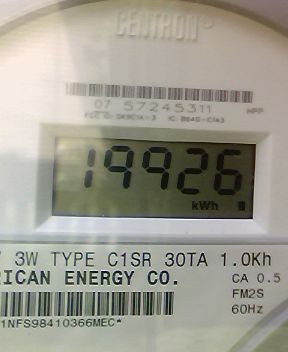 CENTRON
07 57245311
19926
kWh
3W TYPE C1SR 30TA 1.0Kh
RICAN ENERGY CO.
CA 0.5
FM2S
60Hz
1NFS98410366MEC*